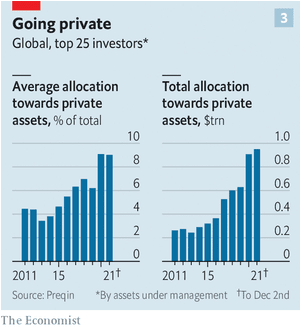 Going private
3
Global, top 25 investors*
Average allocation
towards private
assets, % of total
10
8
6
4
2
0
2011 15 21†
Total allocation
towards private
assets, $trn
1.0
0.8
0.6
0.4
0.2
0
2011 15 21†
Source: Preqin *By assets under management †To Dec 2nd
The Economist